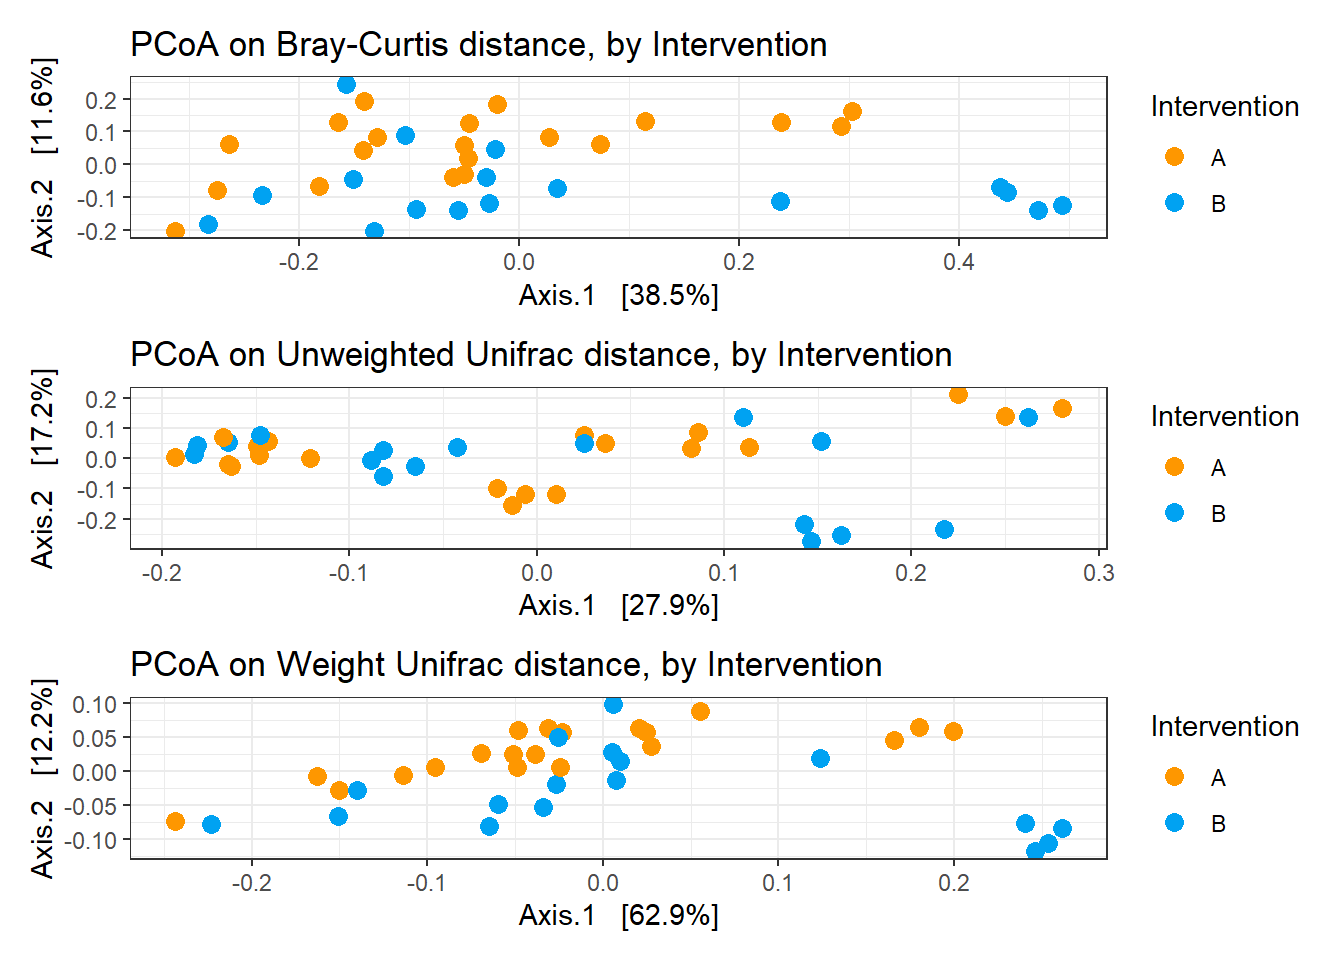 PCoA on Bray-Curtis distance, by Intervention
Axis.2 [11.6%]
0.2
0.1
0.0
-0.1
-0.2
-0.2 0.0 0.2 0.4
Axis.1 [38.5%]
Intervention
A
B
PCoA on Unweighted Unifrac distance, by Intervention
Axis.2 [17.2%]
0.2
0.1
0.0
-0.1
-0.2
-0.2 -0.1 0.0 0.1 0.2 0.3
Axis.1 [27.9%]
Intervention
A
B
PCoA on Weight Unifrac distance, by Intervention
Axis.2 [12.2%]
0.10
0.05
0.00
-0.05
-0.10
-0.2 -0.1 0.0 0.1 0.2
Axis.1 [62.9%]
Intervention
A
B